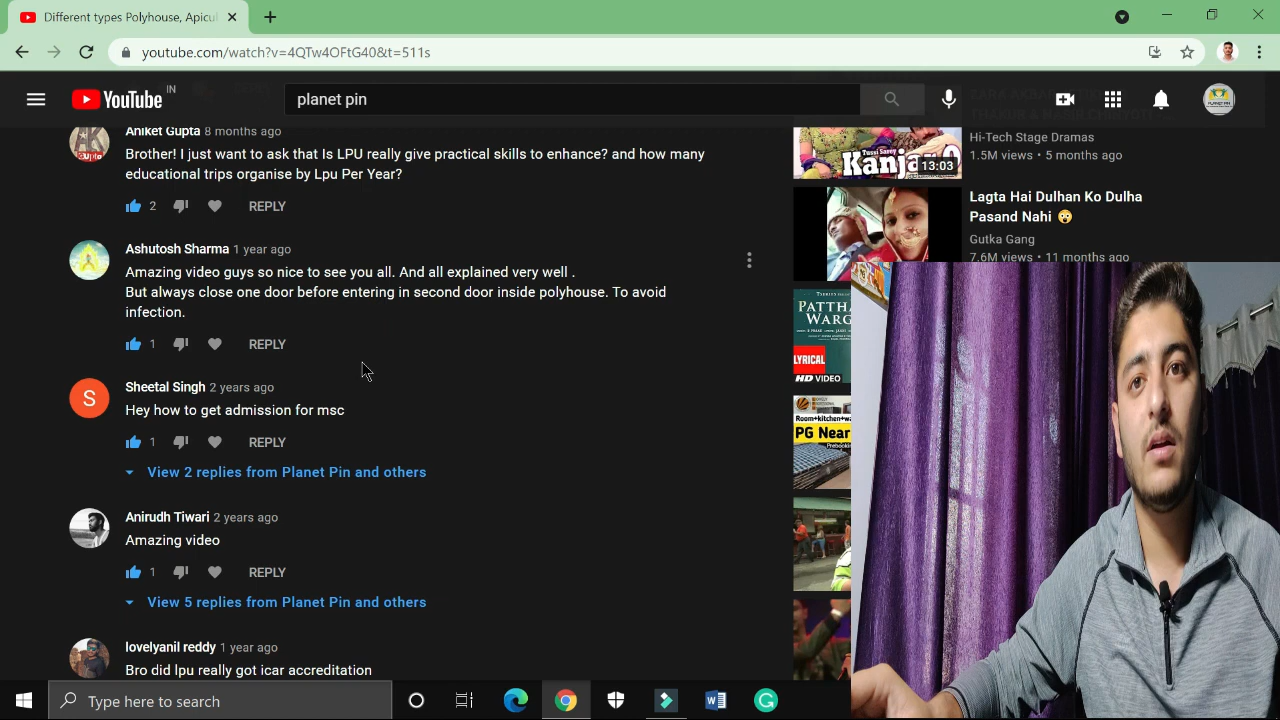 Different types Polyhouse, Apicul
youtube.com/watch?v=4QTw4OFtG40&t=511s
YouTube IN
planet pin
Aniket Gupta 8 months ago
Brother! I just want to ask that Is LPU really give practical skills to enhance? and how many
educational trips organise by Lpu Per Year?
2 REPLY
Ashutosh Sharma 1 year ago
Amazing video guys so nice to see you all. And all explained very well .
But always close one door before entering in second door inside polyhouse. To avoid
infection.
1 REPLY
S
Sheetal Singh 2 years ago
Hey how to get admission for msc
1 REPLY
View 2 replies from Planet Pin and others
Anirudh Tiwari 2 years ago
Amazing video
1 REPLY
View 5 replies from Planet Pin and others
lovelyanil reddy 1 year ago
Bro did lpu really got icar accreditation
Tussi Sarey
Kanjar O
13:03
Hi-Tech Stage Dramas
1.5M views • 5 months ago
Lagta Hai Dulhan Ko Dulha
Pasand Nahi 😲
Gutka Gang
7.6M views • 11 months ago
PATTHA
WARG
LYRICAL
HD VIDEO
Room+kitchen+wa
PG Near
Type here to search